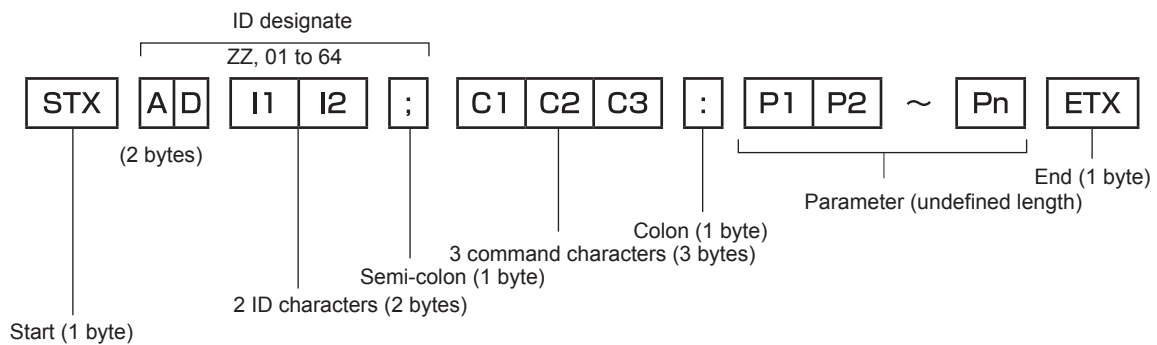 ID designate
ZZ, 01 to 64
STX A D I1 I2 ; C1 C2 C3 : P1 P2 ~ Pn ETX
(2 bytes)
End (1 byte)
Parameter (undefined length)
Colon (1 byte)
3 command characters (3 bytes)
Semi-colon (1 byte)
2 ID characters (2 bytes)
Start (1 byte)